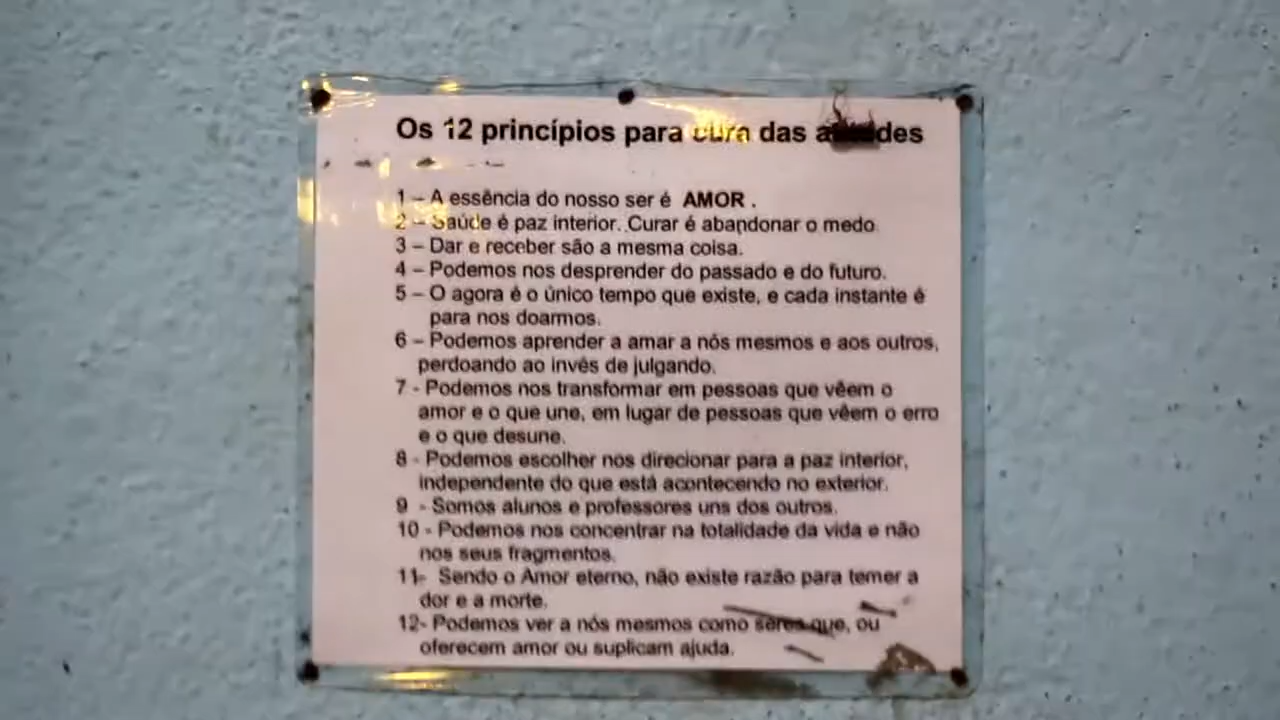 Os 12 princípios para cura das
1 – A essência do nosso ser é AMOR .
2 – Saúde é paz interior. Curar é abandonar o medo.
3 – Dar e receber são a mesma coisa.
4 – Podemos nos desprender do passado e do futuro.
5 – O agora é o único tempo que existe, e cada instante é
para nos doarmos.
6 – Podemos aprender a amar a nós mesmos e aos outros,
perdoando ao invés de julgando.
7 - Podemos nos transformar em pessoas que vêem o
amor e o que une, em lugar de pessoas que vêem o erro
e o que desune.
8 - Podemos escolher nos direcionar para a paz interior,
independente do que está acontecendo no exterior.
9 - Somos alunos e professores uns dos outros.
10 - Podemos nos concentrar na totalidade da vida e não
nos seus fragmentos.
11- Sendo o Amor eterno, não existe razão para temer a
dor e a morte.
12- Podemos ver a nós mesmos como seres que, ou
oferecem amor ou suplicam ajuda.